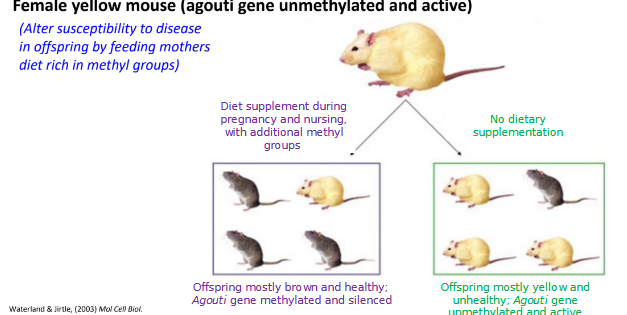 Female yellow mouse (agouti gene unmethylated and active)
(Alter susceptibility to disease
in offspring by feeding mothers
diet rich in methyl groups)
Diet supplement during
pregnancy and nursing,
with additional methyl
groups
No dietary
supplementation
Offspring mostly brown and healthy;
Agouti gene methylated and silenced
Offspring mostly yellow and
unhealthy; Agouti gene
unmethylated and active
Waterland & Jirtle, (2003) Mol Cell Biol.